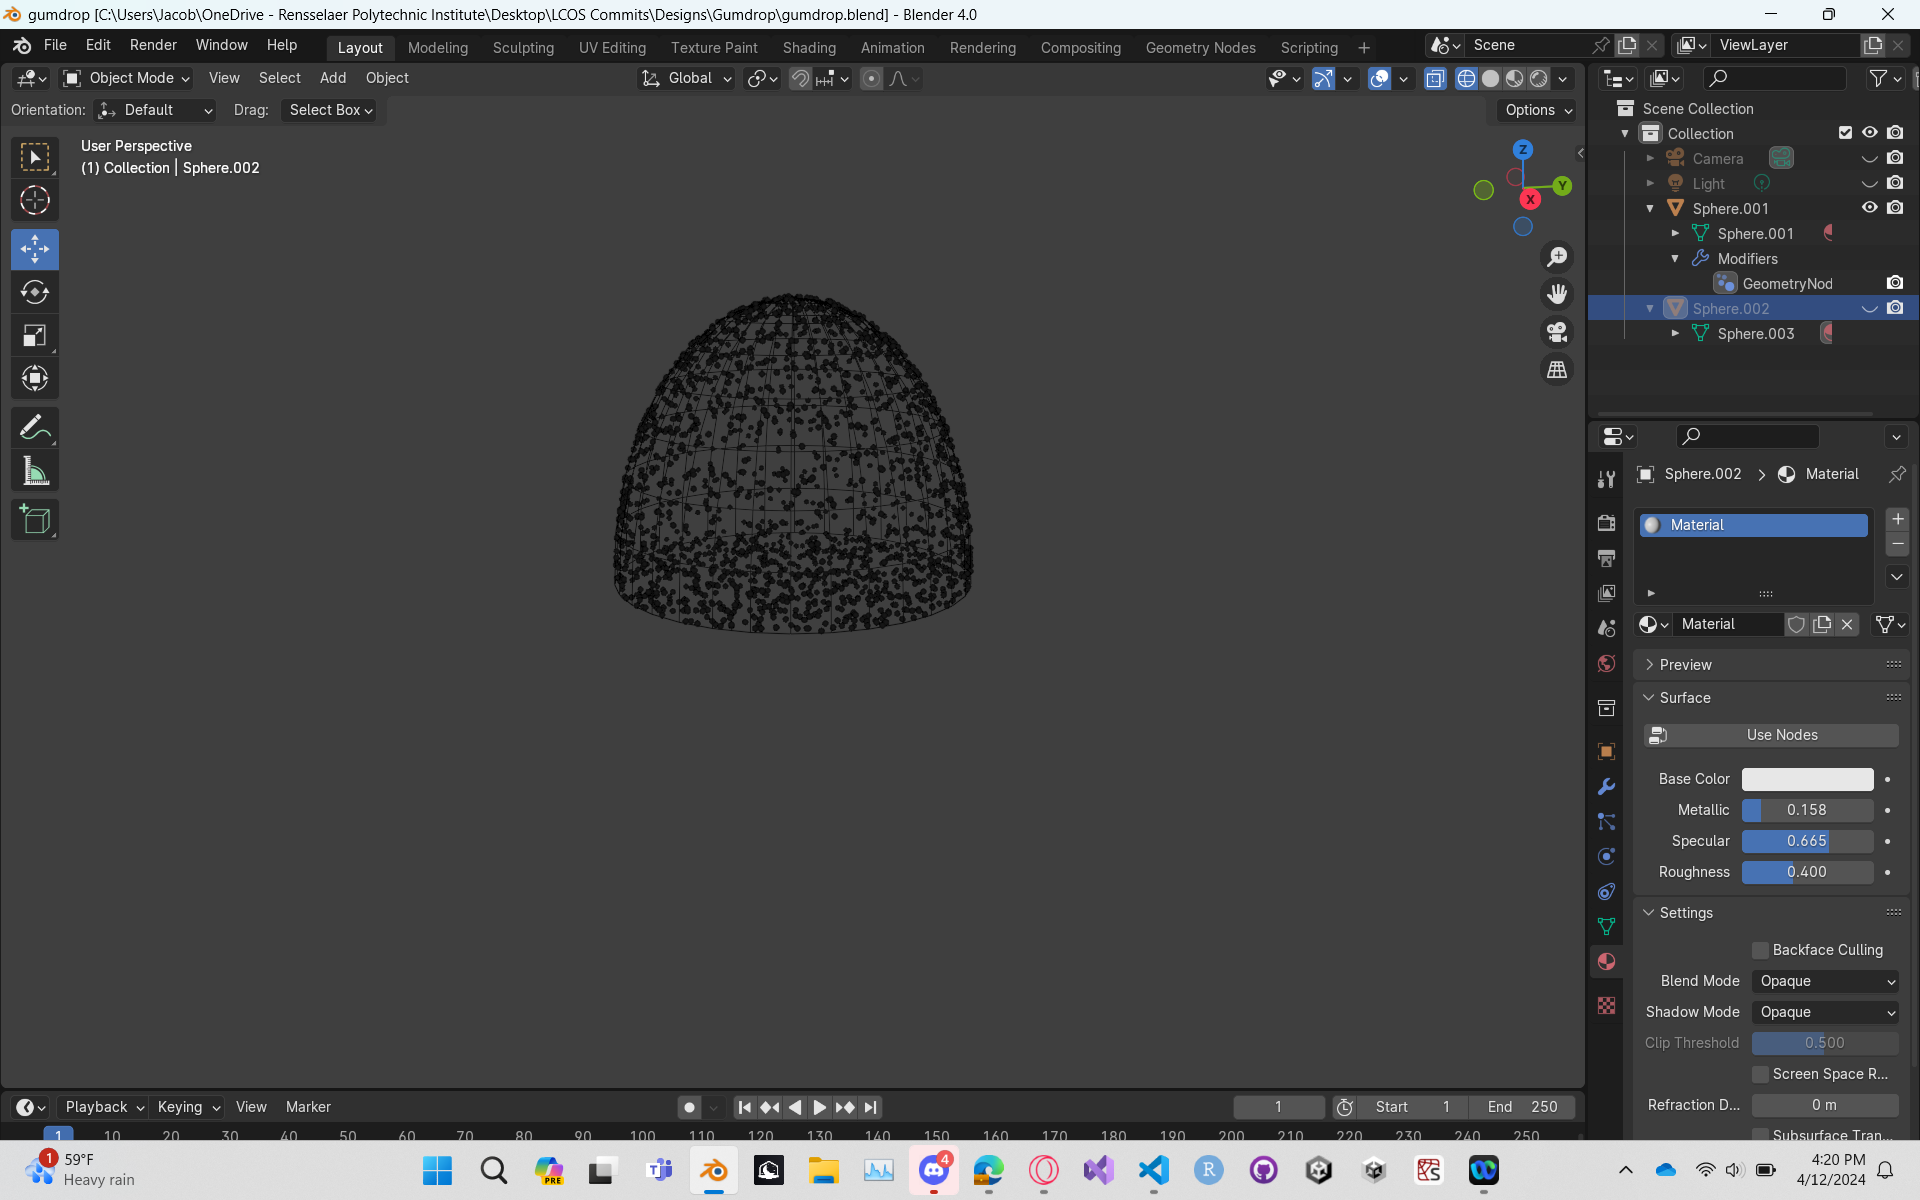 gumdrop [C:\Users\Jacob\OneDrive - Rensselaer Polytechnic Institute\Desktop\LCOS Commits\Designs\Gumdrop\gumdrop.blend] - Blender 4.0
File Edit Render Window Help Layout Modeling Sculpting UV Editing Texture Paint Shading Animation Rendering Compositing Geometry Nodes Scripting + Scene ViewLayer
Object Mode View Select Add Object Global
Orientation: Default Drag: Select Box Options
User Perspective
(1) Collection | Sphere.002
Z
Y
X
Scene Collection
Collection
Camera
Light
Sphere.001
Sphere.001
Modifiers
GeometryNod
Sphere.002
Sphere.003
Sphere.002 > Material
Material
Material
Preview
Surface
Use Nodes
Base Color
Metallic 0.158
Specular 0.665
Roughness 0.400
Settings
Backface Culling
Blend Mode Opaque
Shadow Mode Opaque
Clip Threshold 0.500
Screen Space R...
Refraction D... 0 m
Subsurface Tran...
Playback Keying View Marker 1 Start 1 End 250
1 10 20 30 40 50 60 70 80 90 100 110 120 130 140 150 160 170 180 190 200 210 220 230 240 250
1 59°F
Heavy rain
PRE
4
R
4:20 PM
4/12/2024